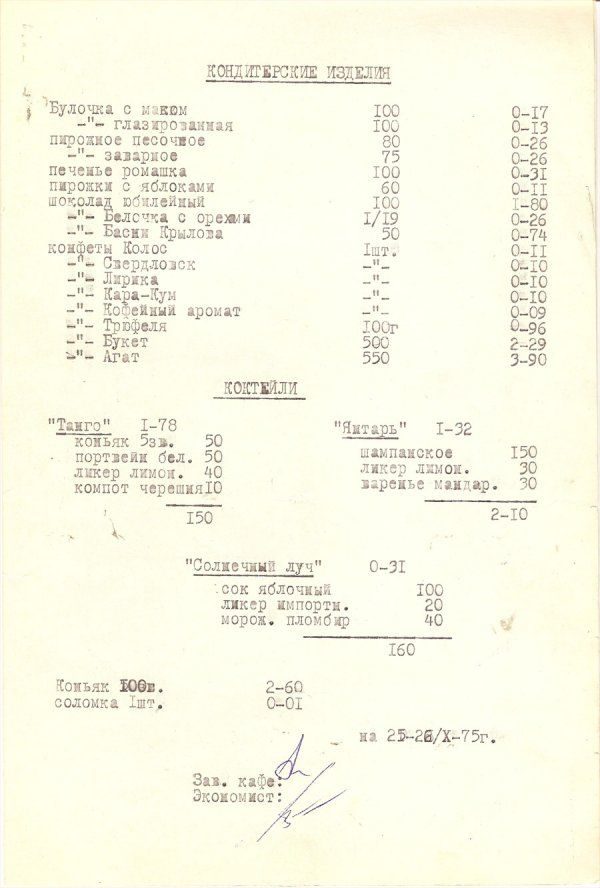 КОНДИТЕРСКИЕ ИЗДЕЛИЯ
Булочка с маком 100 0-17
-"- глазированная 100 0-13
пирожное песочное 80 0-26
-"- заварное 75 0-26
печенье ромашка 100 0-31
пирожки с яблоками 60 0-11
шоколад юбилейный 100 1-80
-"- Белочка с орехами 1/19 0-26
-"- Басни Крылова 50 0-74
конфеты Колос 1шт. 0-11
-"- Свердловск -"- 0-10
-"- Лирика -"- 0-10
-"- Кара-Кум -"- 0-10
-"- Кофейный аромат -"- 0-09
-"- Трюфеля 100г 0-96
-"- Букет 500 2-29
-"- Агат 550 3-90
КОКТЕЙЛИ
"Танго" 1-78
коньяк 5зв. 50
портвейн бел. 50
ликер лимон. 40
компот черешня10
150
"Янтарь" 1-32
шампанское 150
ликер лимон. 30
варенье мандар. 30
2-10
"Солнечный луч" 0-31
сок яблочный 100
ликер импортн. 20
морож. пломбир 40
160
Коньяк 2-60
соломка 1шт. 0-01
на /X-75г.
Зав. кафе:
Экономист: